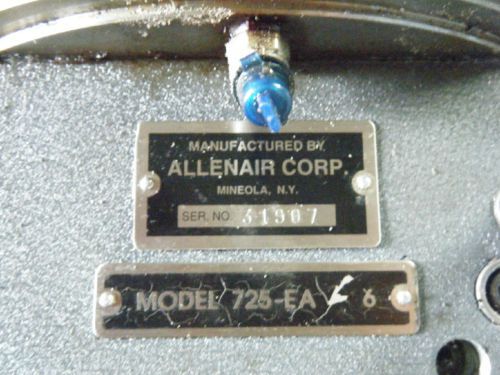 MANUFACTURED BY
ALLENAIR CORP.
MINEOLA, N.Y.
SER. NO. 31907
MODEL 725-EA 6